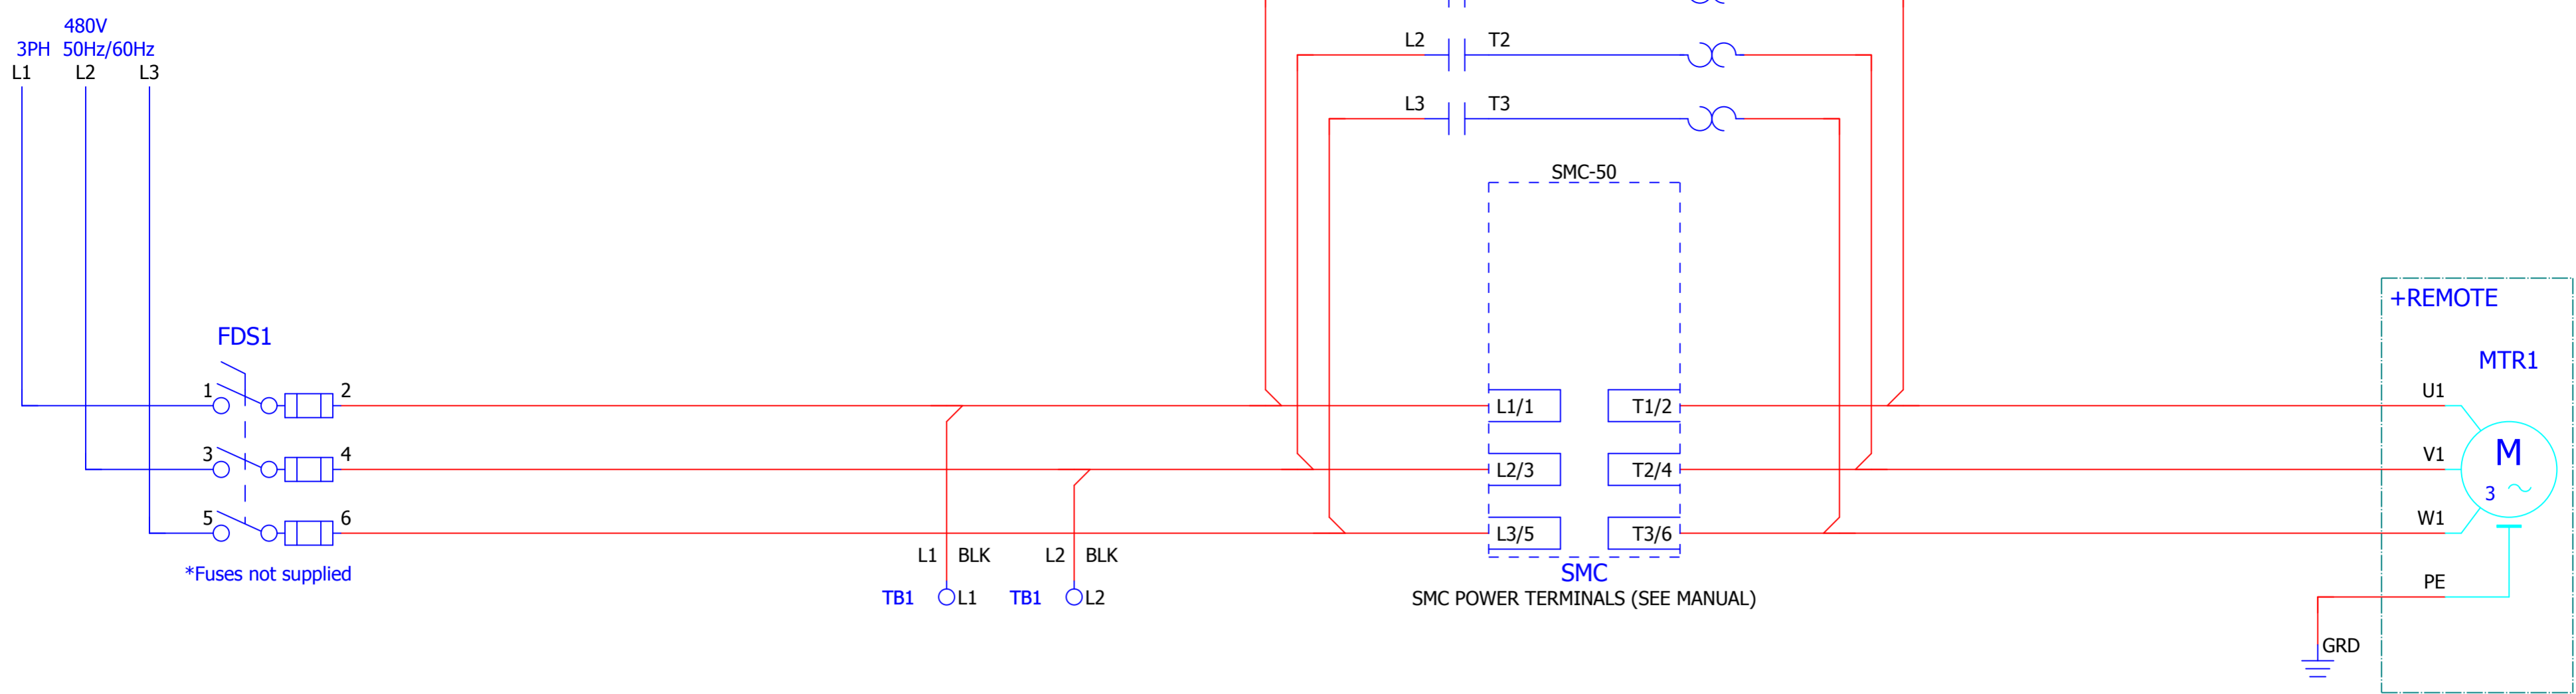 480V
3PH 50Hz/60Hz
L1 L2 L3
L2 T2
L3 T3
SMC-50
+REMOTE
MTR1
FDS1
1 2
L1/1 T1/2
U1
3 4
L2/3 T2/4
V1
M
3
5 6
L3/5 T3/6
W1
*Fuses not supplied
L1 BLK L2 BLK
TB1 L1 TB1 L2
SMC
SMC POWER TERMINALS (SEE MANUAL)
PE
GRD